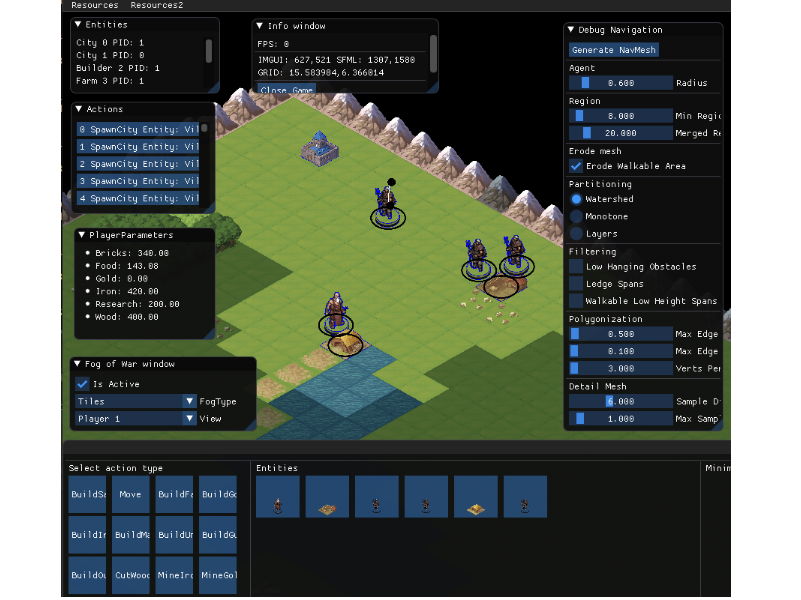 Resources Resources2
Entities
City 0 PID: 1
City 1 PID: 0
Builder 2 PID: 1
Farm 3 PID: 1
Actions
0 SpawnCity Entity: Vil
1 SpawnCity Entity: Vil
2 SpawnCity Entity: Vil
3 SpawnCity Entity: Vil
4 SpawnCity Entity: Vil
PlayerParameters
Bricks: 340.00
Food: 143.08
Gold: 0.00
Iron: 420.00
Research: 200.00
Wood: 400.00
Fog of War window
Is Active
Tiles FogType
Player 1 View
Info window
FPS: 0
IMGUI: 627,521 SFML: 1307,1580
GRID: 15.583984,6.366014
Close Game
Debug Navigation
Generate NavMesh
Agent
0.600 Radius
Region
8.000 Min Regio
20.000 Merged Re
Erode mesh
Erode Walkable Area
Partitioning
Watershed
Monotone
Layers
Filtering
Low Hanging Obstacles
Ledge Spans
Walkable Low Height Spans
Polygonization
0.500 Max Edge
0.100 Max Edge
3.000 Verts Per
Detail Mesh
6.000 Sample D
1.000 Max Samp
Select action type
BuildSa Move BuildFa BuildGo
BuildIr BuildMa BuildUn BuildGu
BuildOu CutWood MineIro MineGol
Entities
Minim